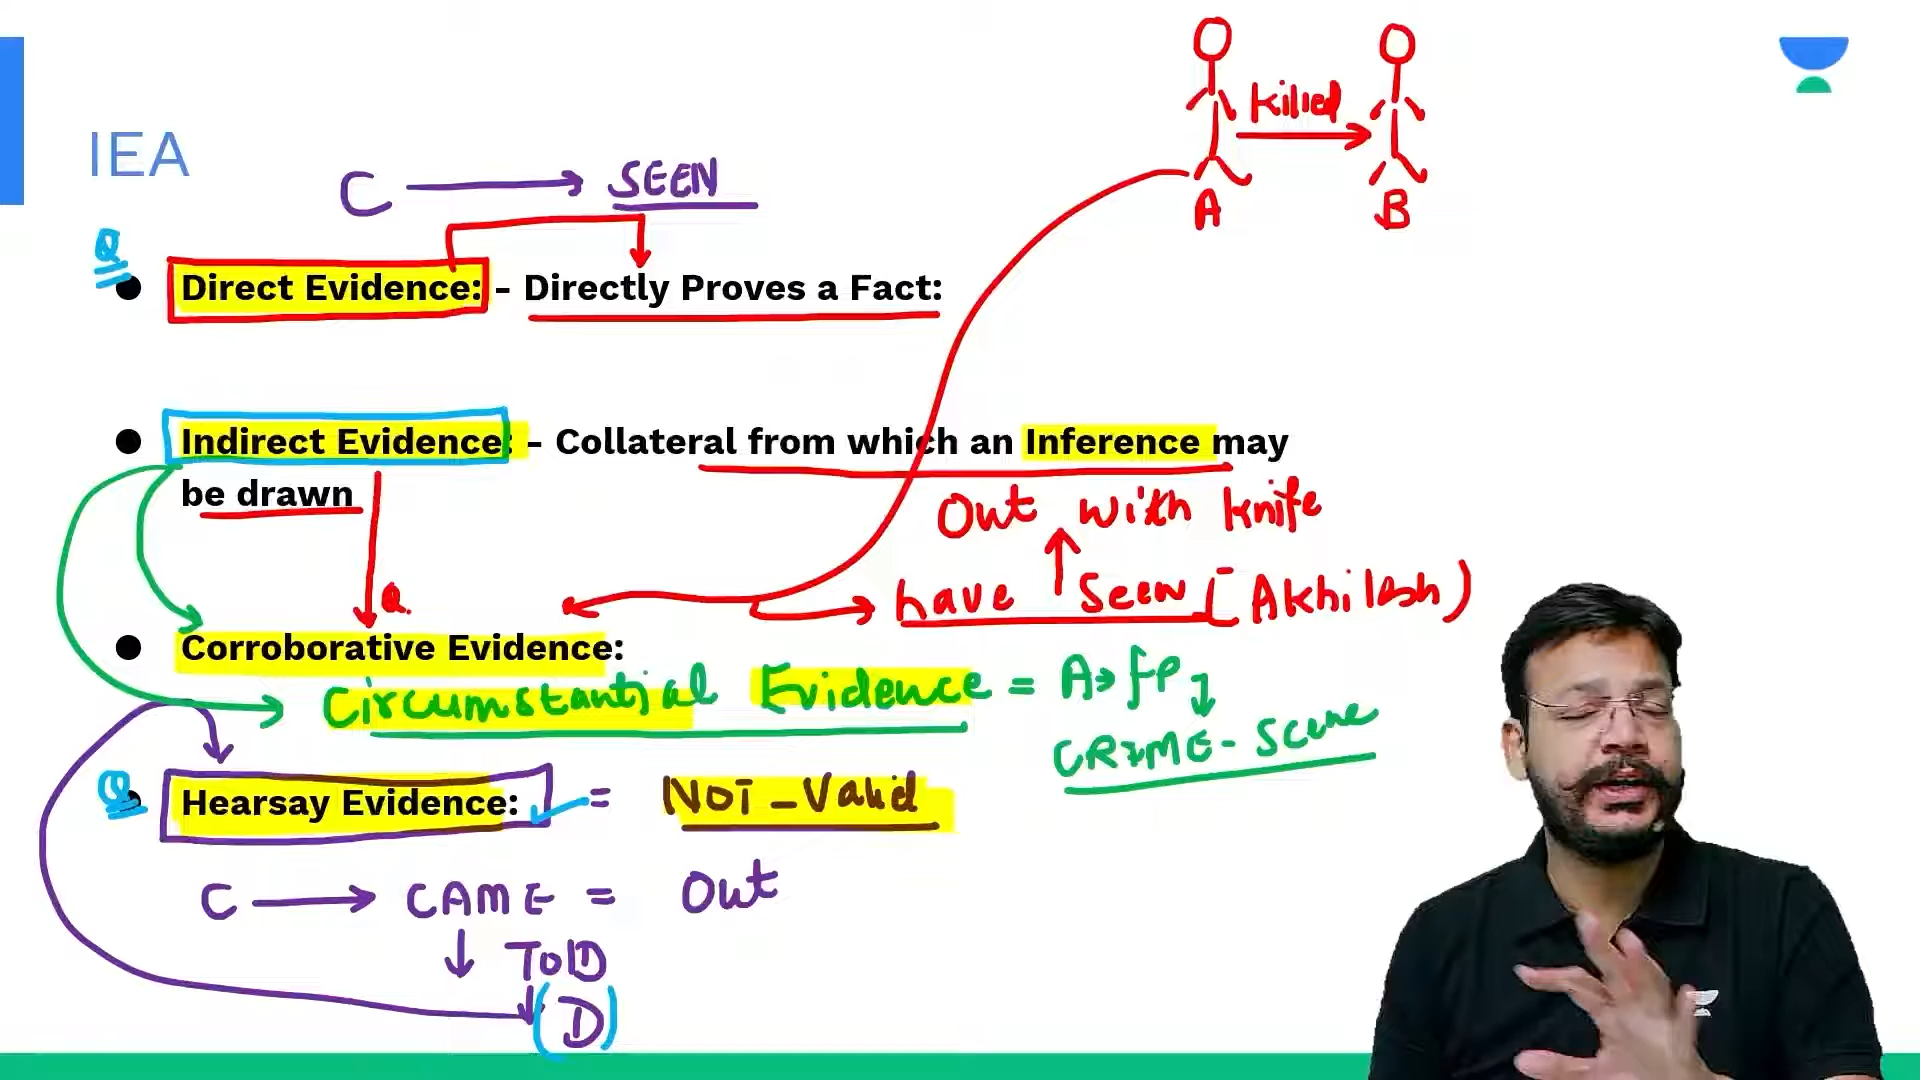 Killed
IEA
C → SEEN
A B
Q
● Direct Evidence: - Directly Proves a Fact:
● Indirect Evidence: - Collateral from which an Inference may
be drawn
Out with knife
Q.
have seen (Akhilesh)
● Corroborative Evidence:
Circumstantial Evidence = A → FP
CRIME-Scene
Q
● Hearsay Evidence: = NOT-Valid
C → CAME = Out
↓ TOLD
↓ (D)